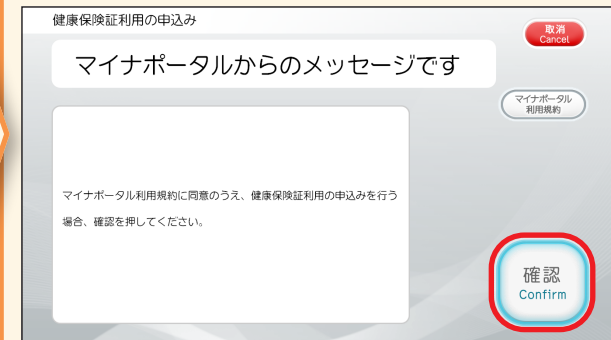 健康保険証利用の申込み
取消
Cancel
マイナポータルからのメッセージです
マイナポータル
利用規約
マイナポータル利用規約に同意のうえ、健康保険証利用の申込みを行う
場合、確認を押してください。
確認
Confirm